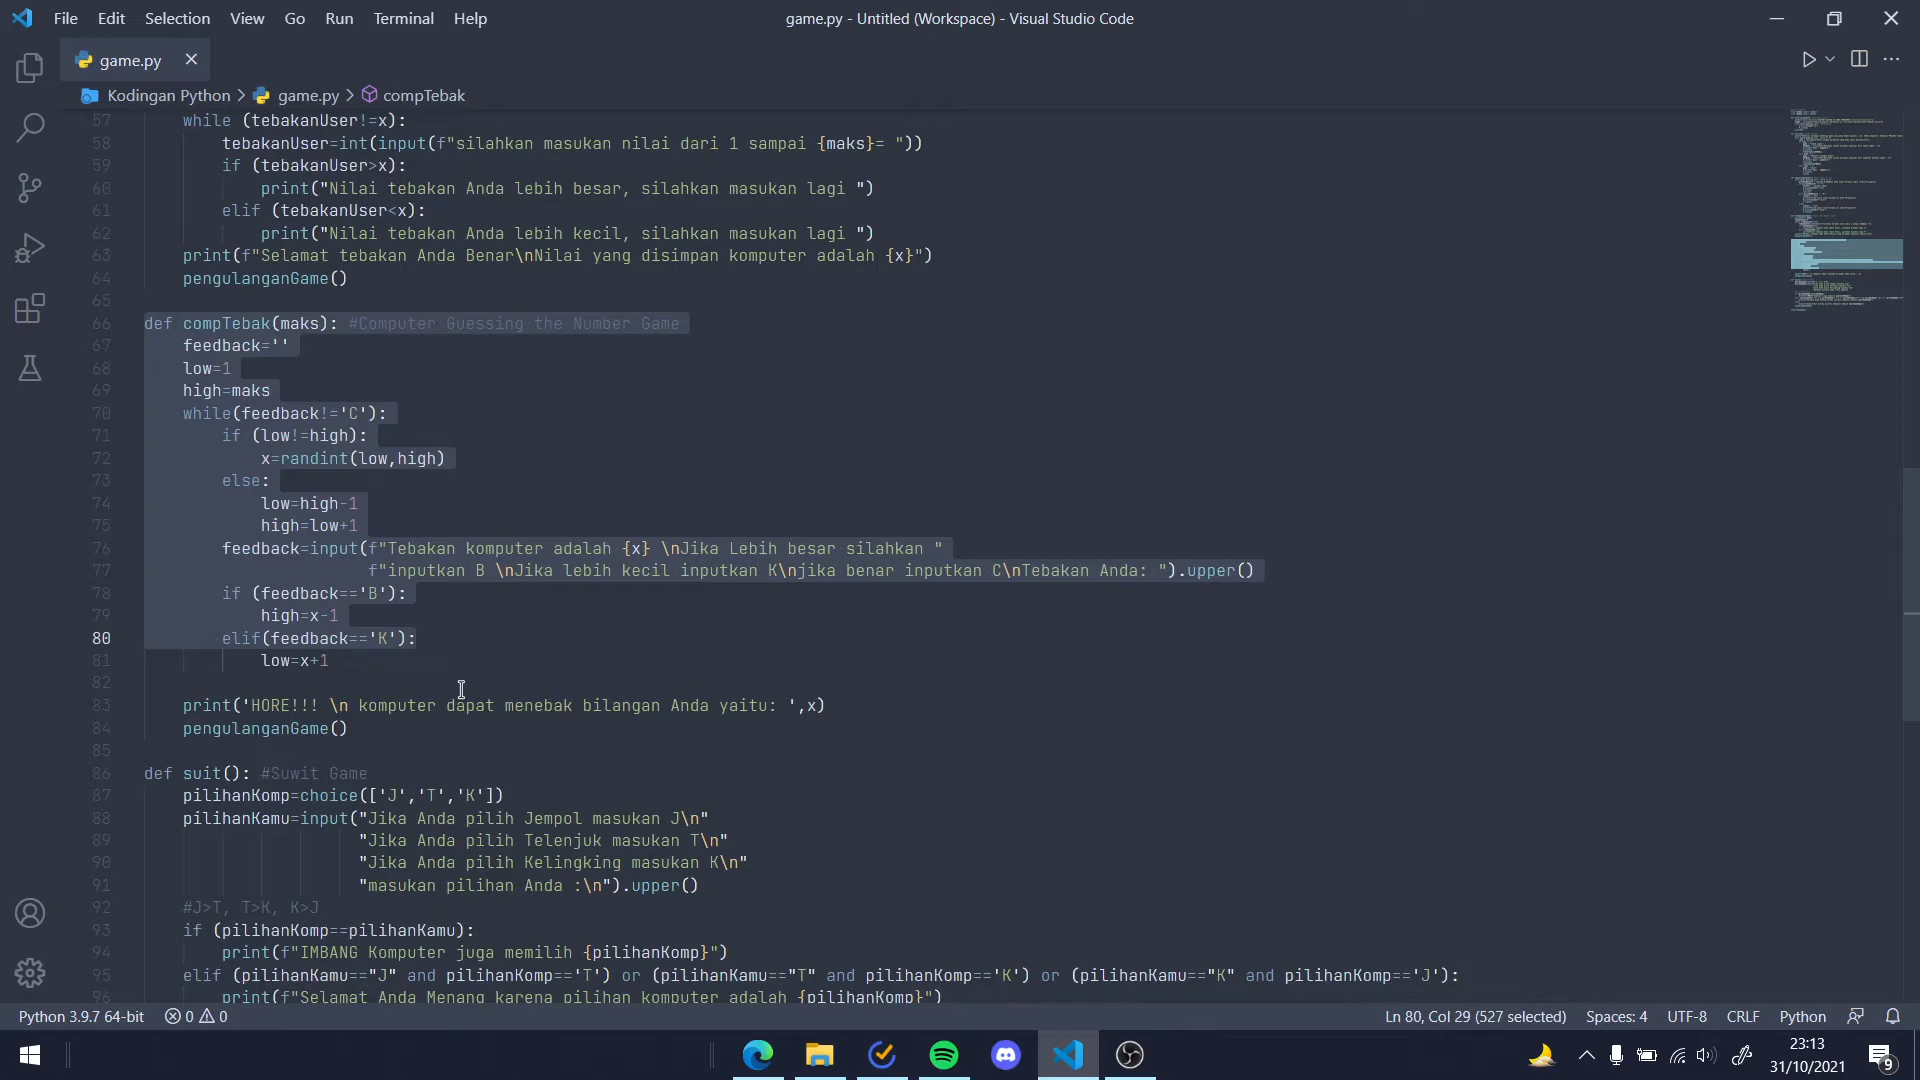 File Edit Selection View Go Run Terminal Help
game.py - Untitled (Workspace) - Visual Studio Code
game.py
Kodingan Python > game.py > compTebak
57 while (tebakanUser!=x):
58 tebakanUser=int(input(f"silahkan masukan nilai dari 1 sampai {maks}= "))
59 if (tebakanUser>x):
60 print("Nilai tebakan Anda lebih besar, silahkan masukan lagi ")
61 elif (tebakanUser<x):
62 print("Nilai tebakan Anda lebih kecil, silahkan masukan lagi ")
63 print(f"Selamat tebakan Anda Benar\nNilai yang disimpan komputer adalah {x}")
64 pengulanganGame()
65
66 def compTebak(maks): #Computer Guessing the Number Game
67 feedback=''
68 low=1
69 high=maks
70 while(feedback!='C'):
71 if (low!=high):
72 x=randint(low,high)
73 else:
74 low=high-1
75 high=low+1
76 feedback=input(f"Tebakan komputer adalah {x} \nJika Lebih besar silahkan "
77 f"inputkan B \nJika lebih kecil inputkan K\njika benar inputkan C\nTebakan Anda: ").upper()
78 if (feedback=='B'):
79 high=x-1
80 elif(feedback=='K'):
81 low=x+1
82
83 print('HORE!!! \n komputer dapat menebak bilangan Anda yaitu: ',x)
84 pengulanganGame()
85
86 def suit(): #Suwit Game
87 pilihanKomp=choice(['J','T','K'])
88 pilihanKamu=input("Jika Anda pilih Jempol masukan J\n"
89 "Jika Anda pilih Telenjuk masukan T\n"
90 "Jika Anda pilih Kelingking masukan K\n"
91 "masukan pilihan Anda :\n").upper()
92 #J>T, T>K, K>J
93 if (pilihanKomp==pilihanKamu):
94 print(f"IMBANG Komputer juga memilih {pilihanKomp}")
95 elif (pilihanKamu=="J" and pilihanKomp=='T') or (pilihanKamu=="T" and pilihanKomp=='K') or (pilihanKamu=="K" and pilihanKomp=='J'):
96 print(f"Selamat Anda Menang karena pilihan komputer adalah {pilihanKomp}")
Python 3.9.7 64-bit 0 0 Ln 80, Col 29 (527 selected) Spaces: 4 UTF-8 CRLF Python
23:13
31/10/2021
9